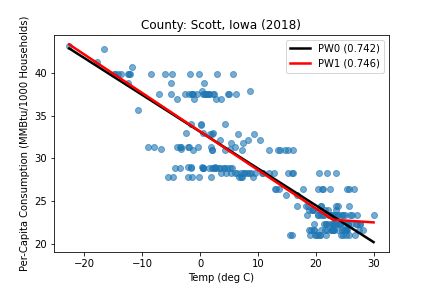 County: Scott, Iowa (2018)
PW0 (0.742)
PW1 (0.746)
Per-Capita Consumption (MMBtu/1000 Households)
40
35
30
25
20
−20
−10
0
10
20
30
Temp (deg C)